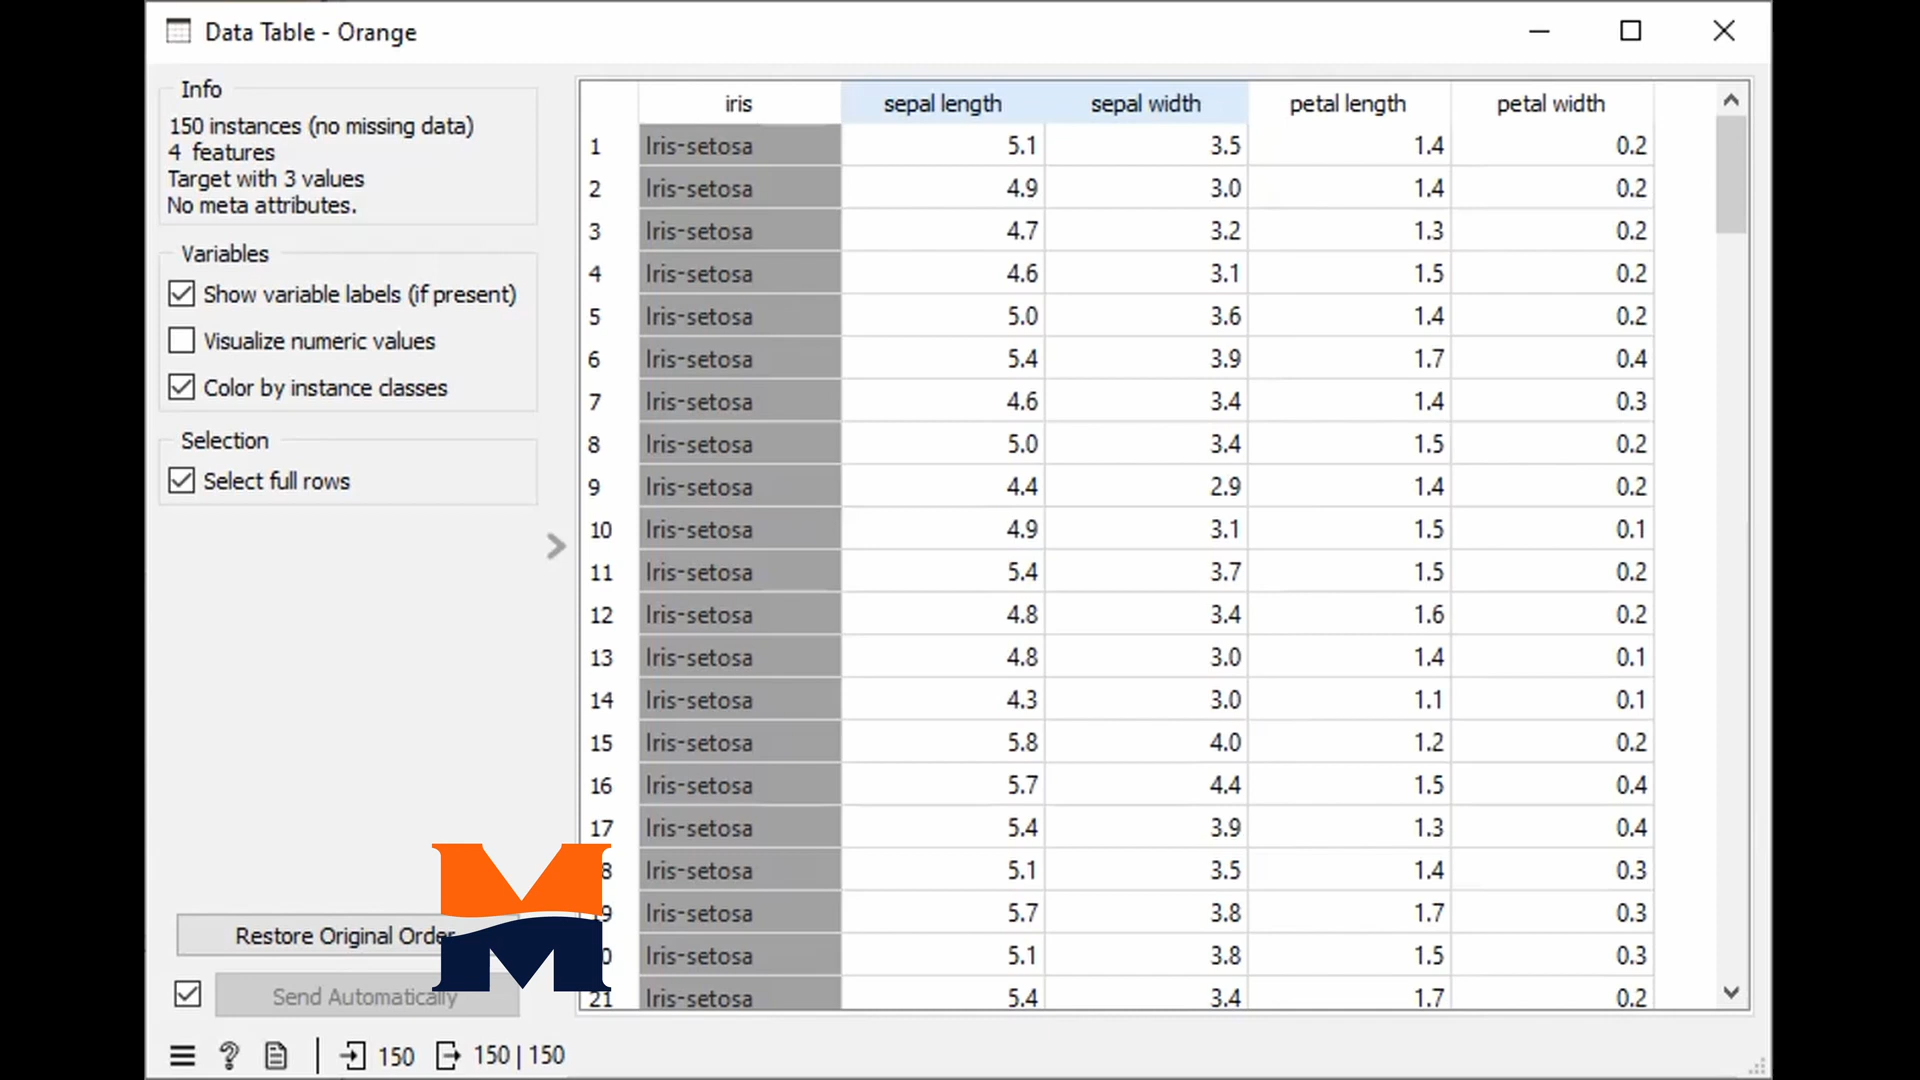 Data Table - Orange
Info
150 instances (no missing data)
4 features
Target with 3 values
No meta attributes.
Variables
Show variable labels (if present)
Visualize numeric values
Color by instance classes
Selection
Select full rows
Restore Original Order
Send Automatically
150
150 | 150
iris sepal length sepal width petal length petal width
1 Iris-setosa 5.1 3.5 1.4 0.2
2 Iris-setosa 4.9 3.0 1.4 0.2
3 Iris-setosa 4.7 3.2 1.3 0.2
4 Iris-setosa 4.6 3.1 1.5 0.2
5 Iris-setosa 5.0 3.6 1.4 0.2
6 Iris-setosa 5.4 3.9 1.7 0.4
7 Iris-setosa 4.6 3.4 1.4 0.3
8 Iris-setosa 5.0 3.4 1.5 0.2
9 Iris-setosa 4.4 2.9 1.4 0.2
10 Iris-setosa 4.9 3.1 1.5 0.1
11 Iris-setosa 5.4 3.7 1.5 0.2
12 Iris-setosa 4.8 3.4 1.6 0.2
13 Iris-setosa 4.8 3.0 1.4 0.1
14 Iris-setosa 4.3 3.0 1.1 0.1
15 Iris-setosa 5.8 4.0 1.2 0.2
16 Iris-setosa 5.7 4.4 1.5 0.4
17 Iris-setosa 5.4 3.9 1.3 0.4
8 Iris-setosa 5.1 3.5 1.4 0.3
9 Iris-setosa 5.7 3.8 1.7 0.3
0 Iris-setosa 5.1 3.8 1.5 0.3
21 Iris-setosa 5.4 3.4 1.7 0.2
M